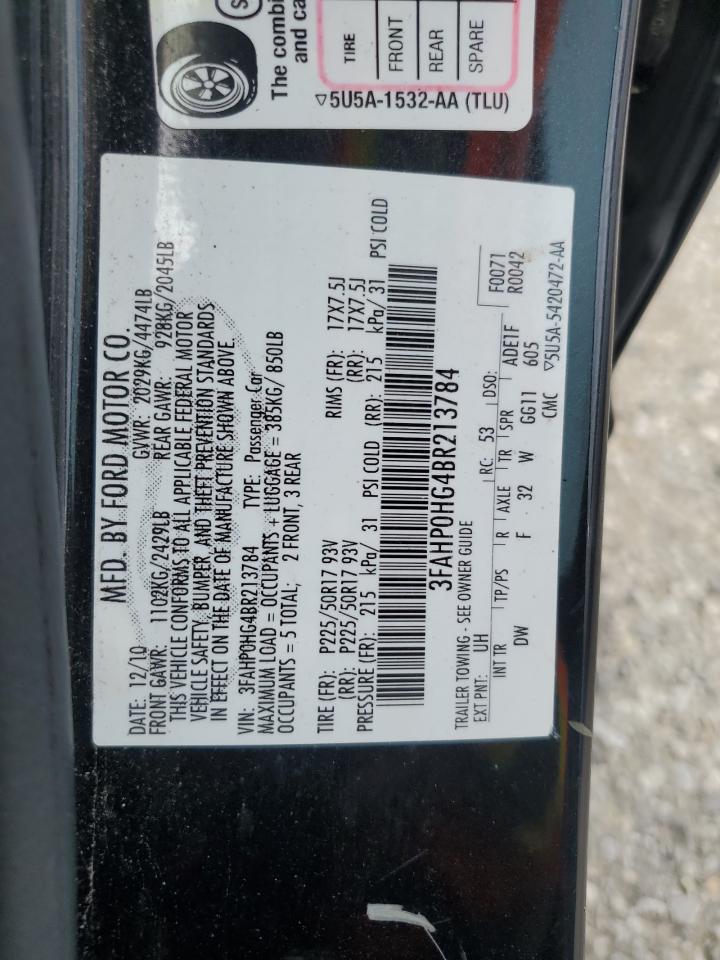 The combi
and ca
TIRE
FRONT
REAR
SPARE
▽5U5A-1532-AA (TLU)
MFD. BY FORD MOTOR CO.
DATE: 12/10 GVWR: 2029KG/4474LB
FRONT GAWR: 1102KG/2429LB REAR GAWR: 928KG/2045LB
THIS VEHICLE CONFORMS TO ALL APPLICABLE FEDERAL MOTOR
VEHICLE SAFETY, BUMPER, AND THEFT PREVENTION STANDARDS
IN EFFECT ON THE DATE OF MANUFACTURE SHOWN ABOVE.
VIN: 3FAHP0HG4BR213784 TYPE: Passenger Car
MAXIMUM LOAD = OCCUPANTS + LUGGAGE = 385KG/ 850LB
OCCUPANTS = 5 TOTAL; 2 FRONT, 3 REAR
TIRE (FR): P225/50R17 93V RIMS (FR): 17X7.5J
(RR): P225/50R17 93V (RR): 17X7.5J
PRESSURE (FR): 215 kPa/ 31 PSI COLD (RR): 215 kPa/ 31 PSI COLD
3FAHP0HG4BR213784
TRAILER TOWING - SEE OWNER GUIDE
EXT PNT: UH RC: 53 DSO: F0071
R0042
INT TR TP/PS R AXLE TR SPR ADE1F
DW F 32 W GG11 605
CMC ▽5U5A-5420472-AA